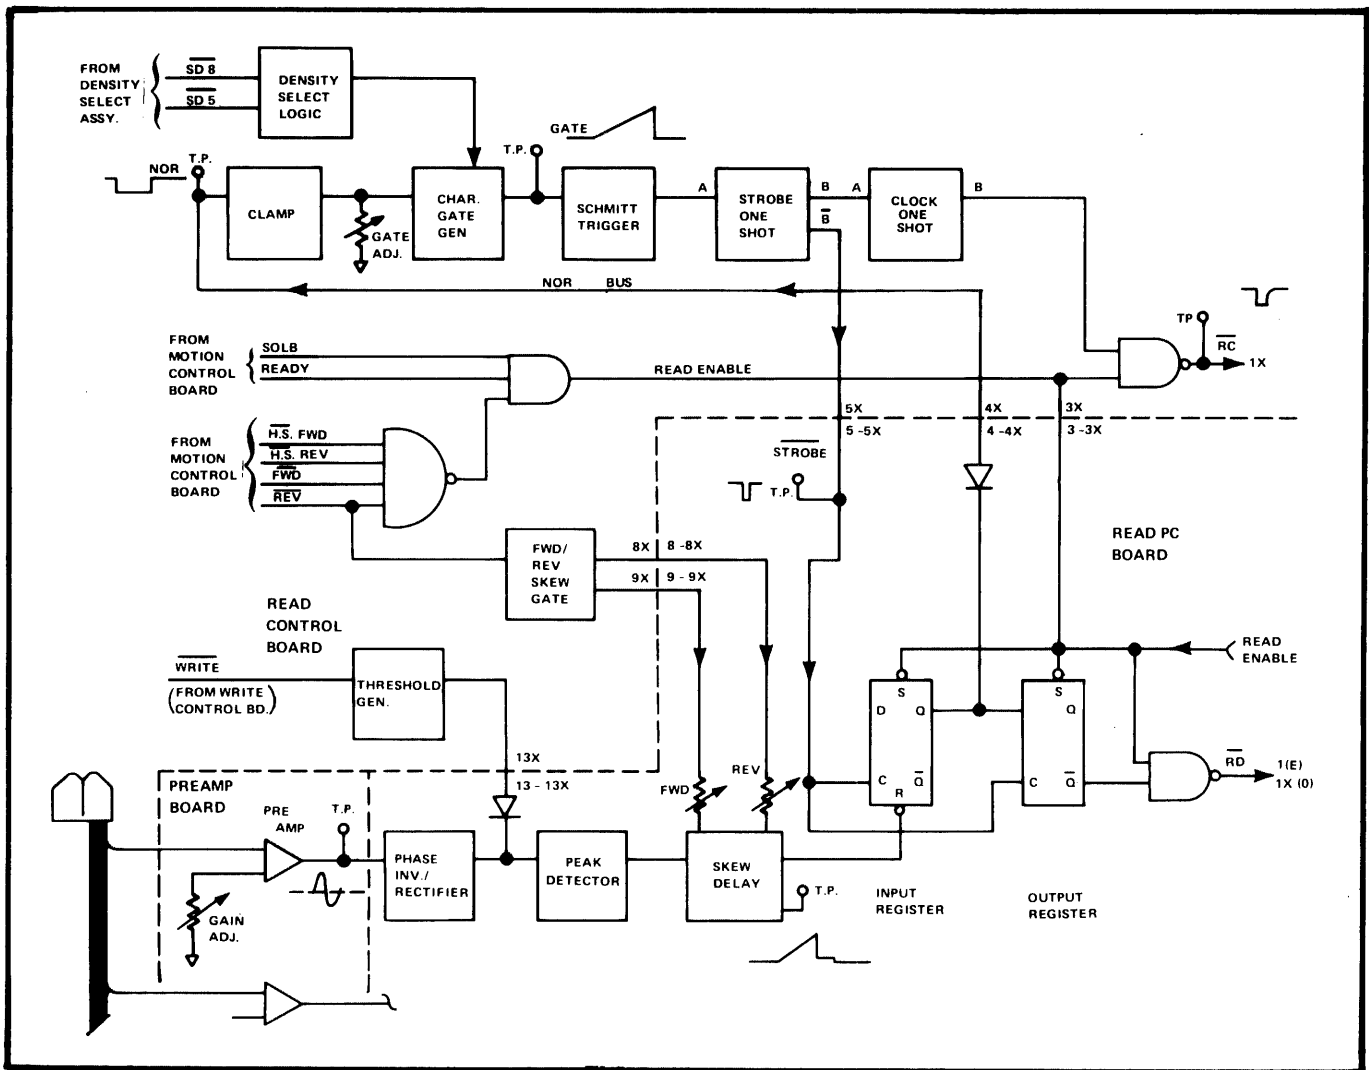 FROM
DENSITY
SELECT
ASSY.
SD 8
SD 5
DENSITY
SELECT
LOGIC
GATE
NOR
T.P.
CLAMP
GATE
ADJ.
CHAR.
GATE
GEN
T.P.
SCHMITT
TRIGGER
A
STROBE
ONE
SHOT
B
B
A
CLOCK
ONE
SHOT
B
NOR BUS
FROM
MOTION
CONTROL
BOARD
SOLB
READY
READ ENABLE
TP
RC
1X
FROM
MOTION
CONTROL
BOARD
H.S. FWD
H.S. REV
FWD
REV
5X
5 -5X
4X
4 -4X
3X
3 -3X
STROBE
T.P.
READ PC
BOARD
FWD/
REV
SKEW
GATE
8X
8 -8X
9X
9 - 9X
READ
CONTROL
BOARD
WRITE
(FROM WRITE
CONTROL BD.)
THRESHOLD
GEN.
13X
13 - 13X
FWD
REV
READ
ENABLE
S
D
Q
C
R
Q
S
Q
C
Q
RD
1(E)
1X (0)
PREAMP
BOARD
PRE
AMP
T.P.
GAIN
ADJ.
PHASE
INV./
RECTIFIER
PEAK
DETECTOR
SKEW
DELAY
T.P.
INPUT
REGISTER
OUTPUT
REGISTER